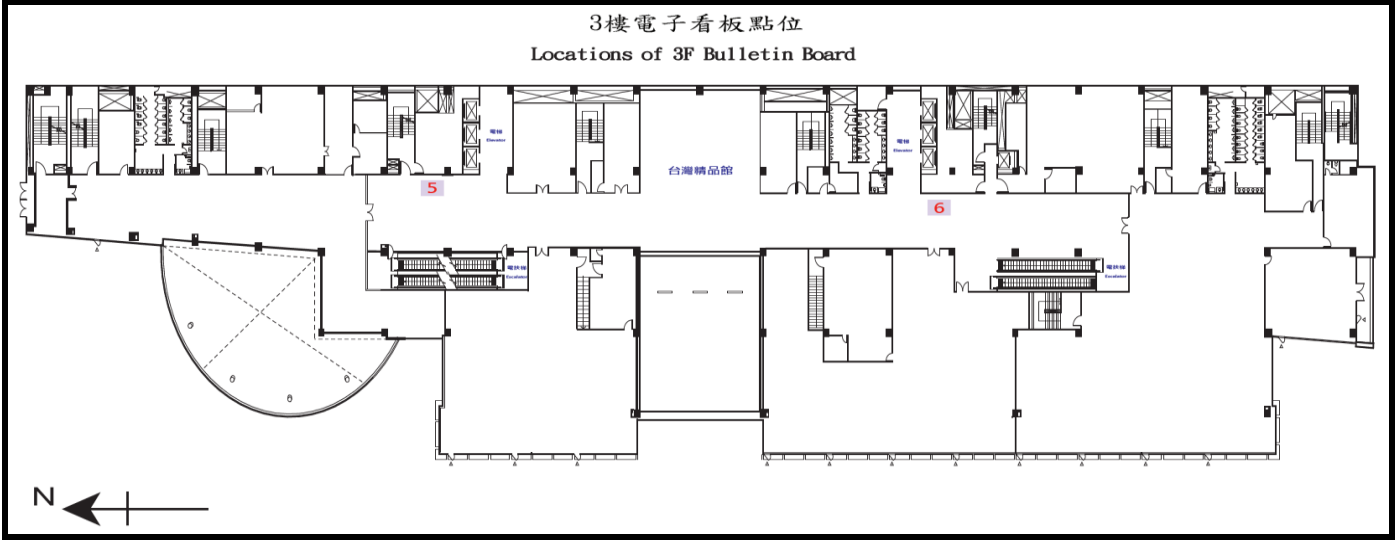 3樓電子看板點位
Locations of 3F Bulletin Board
電梯
Elevator
電梯
Elevator
台灣精品館
5
6
電扶梯
Escalator
電扶梯
Escalator
N